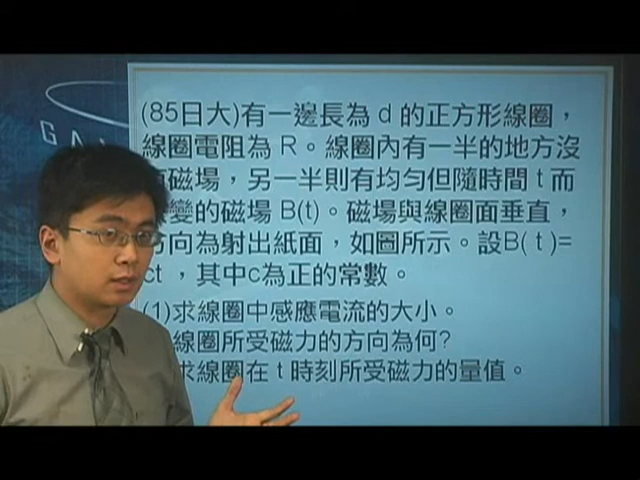 (85日大)有一邊長為 d 的正方形線圈，
GA
線圈電阻為 R。線圈內有一半的地方沒
磁場，另一半則有均勻但隨時間 t 而
變的磁場 B(t)。磁場與線圈面垂直，
方向為射出紙面，如圖所示。設B( t )=
ct ，其中c為正的常數。
(1)求線圈中感應電流的大小。
線圈所受磁力的方向為何?
求線圈在 t 時刻所受磁力的量值。